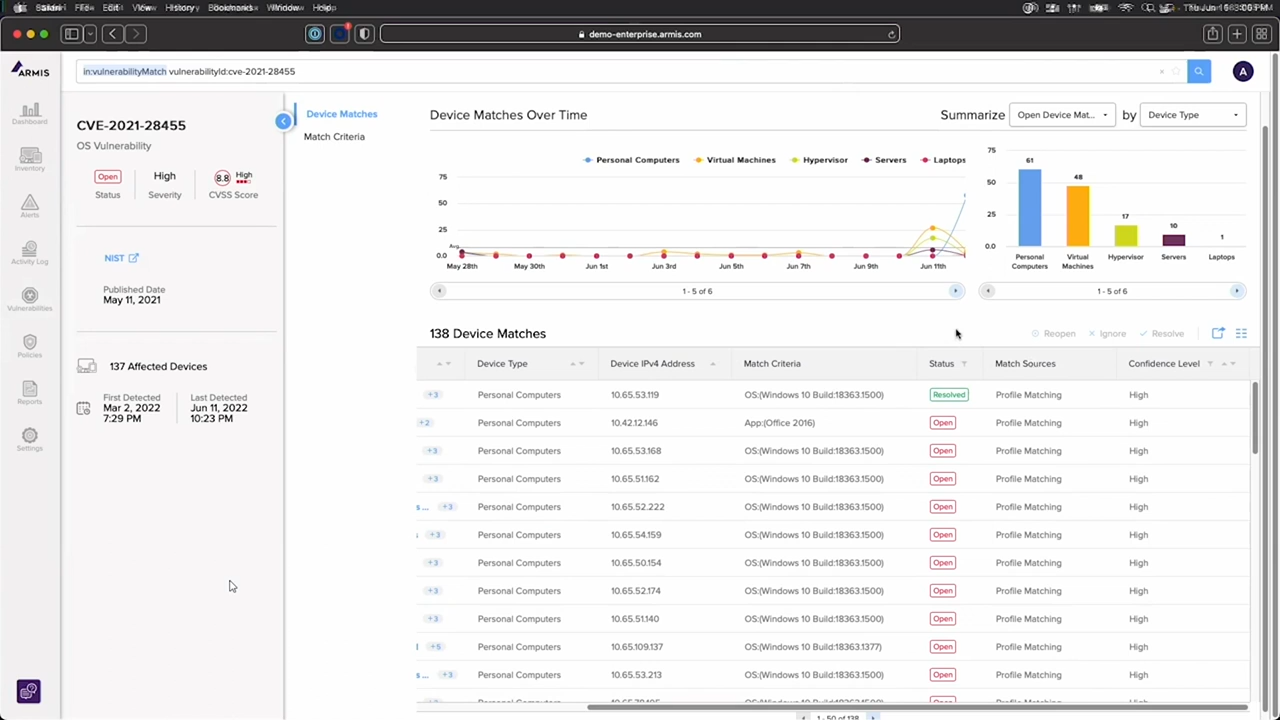 Safari File Edit View History Bookmarks Window Help
demo-enterprise.armis.com
ARMIS
in:vulnerabilityMatch vulnerabilityId:cve-2021-28455
A
Dashboard
Inventory
Alerts
Activity Log
Vulnerabilities
Policies
Reports
Settings
CVE-2021-28455
OS Vulnerability
Open High 8.8 High
Status Severity CVSS Score
NIST
Published Date
May 11, 2021
137 Affected Devices
First Detected Last Detected
Mar 2, 2022 Jun 11, 2022
7:29 PM 10:23 PM
Device Matches
Match Criteria
Device Matches Over Time
Summarize Open Device Mat... by Device Type
Personal Computers Virtual Machines Hypervisor Servers Laptops
75
50
25
Avg.
0.0
May 28th May 30th Jun 1st Jun 3rd Jun 5th Jun 7th Jun 9th Jun 11th
1 - 5 of 6
75
50
25
0.0
61 48 17 10 1
Personal Computers Virtual Machines Hypervisor Servers Laptops
1 - 5 of 6
138 Device Matches
Reopen Ignore Resolve
Device Type Device IPv4 Address Match Criteria Status Match Sources Confidence Level
+3 Personal Computers 10.65.53.119 OS:(Windows 10 Build:18363.1500) Resolved Profile Matching High
+2 Personal Computers 10.42.12.146 App:(Office 2016) Open Profile Matching High
+3 Personal Computers 10.65.53.168 OS:(Windows 10 Build:18363.1500) Open Profile Matching High
+3 Personal Computers 10.65.51.162 OS:(Windows 10 Build:18363.1500) Open Profile Matching High
s ... +3 Personal Computers 10.65.52.222 OS:(Windows 10 Build:18363.1500) Open Profile Matching High
+3 Personal Computers 10.65.54.159 OS:(Windows 10 Build:18363.1500) Open Profile Matching High
+3 Personal Computers 10.65.50.154 OS:(Windows 10 Build:18363.1500) Open Profile Matching High
+3 Personal Computers 10.65.52.174 OS:(Windows 10 Build:18363.1500) Open Profile Matching High
+3 Personal Computers 10.65.51.140 OS:(Windows 10 Build:18363.1500) Open Profile Matching High
+5 Personal Computers 10.65.109.137 OS:(Windows 10 Build:18363.1377) Open Profile Matching High
s ... +3 Personal Computers 10.65.53.213 OS:(Windows 10 Build:18363.1500) Open Profile Matching High
1 - 50 of 138